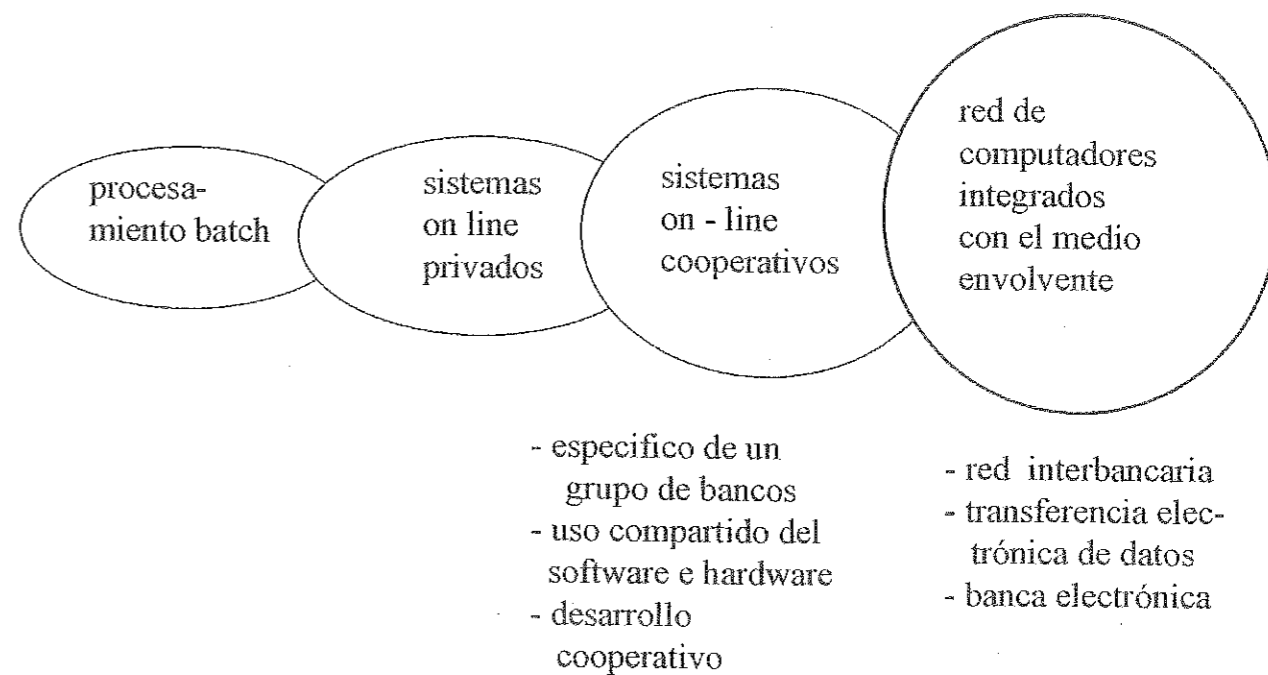 procesa-
miento batch
sistemas
on line
privados
sistemas
on - line
cooperativos
red de
computadores
integrados
con el medio
envolvente
- especifico de un
grupo de bancos
- uso compartido del
software e hardware
- desarrollo
cooperativo
- red interbancaria
- transferencia elec-
trónica de datos
- banca electrónica